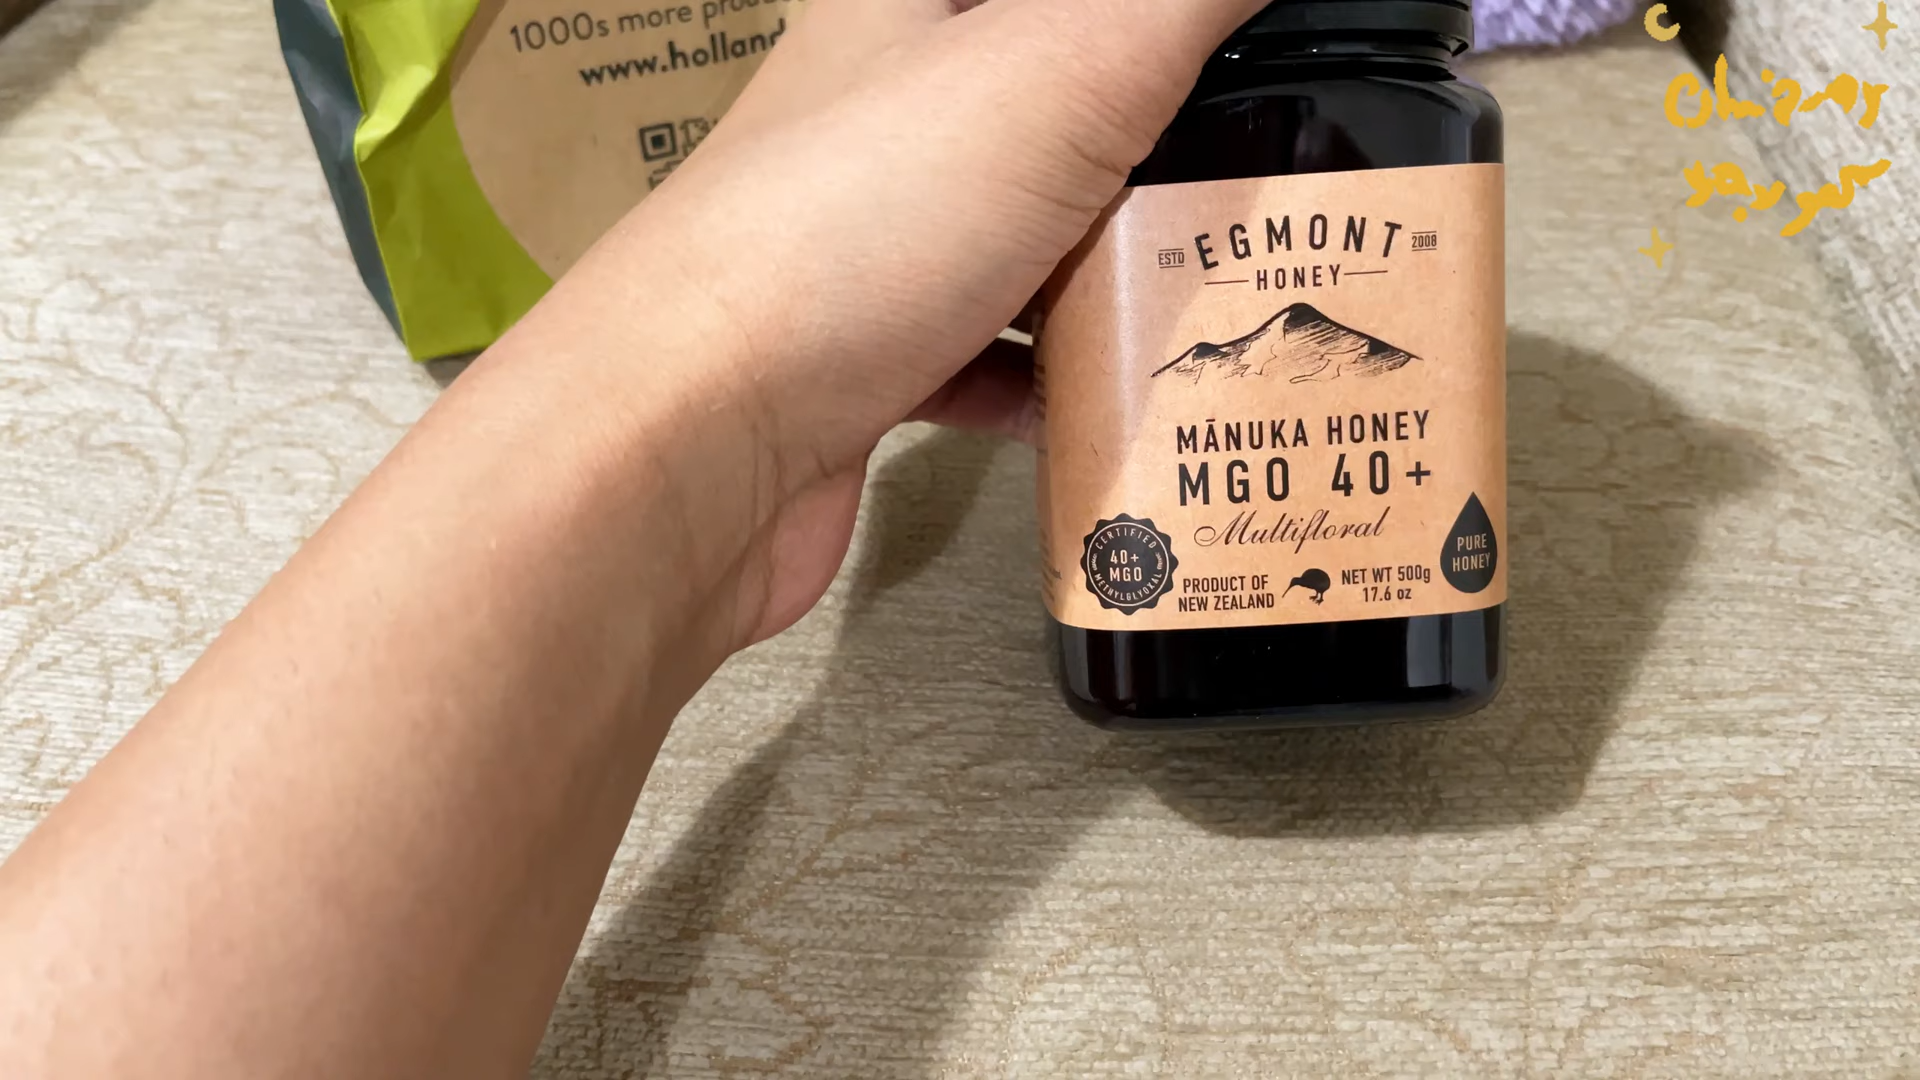 1000s more
www.holland
ESTD EGMONT 2008
HONEY
MĀNUKA HONEY
MGO 40+
Multifloral
CERTIFIED
40+
MGO
METHYLGLYOXAL
PRODUCT OF
NEW ZEALAND
NET WT 500g
17.6 oz
PURE
HONEY